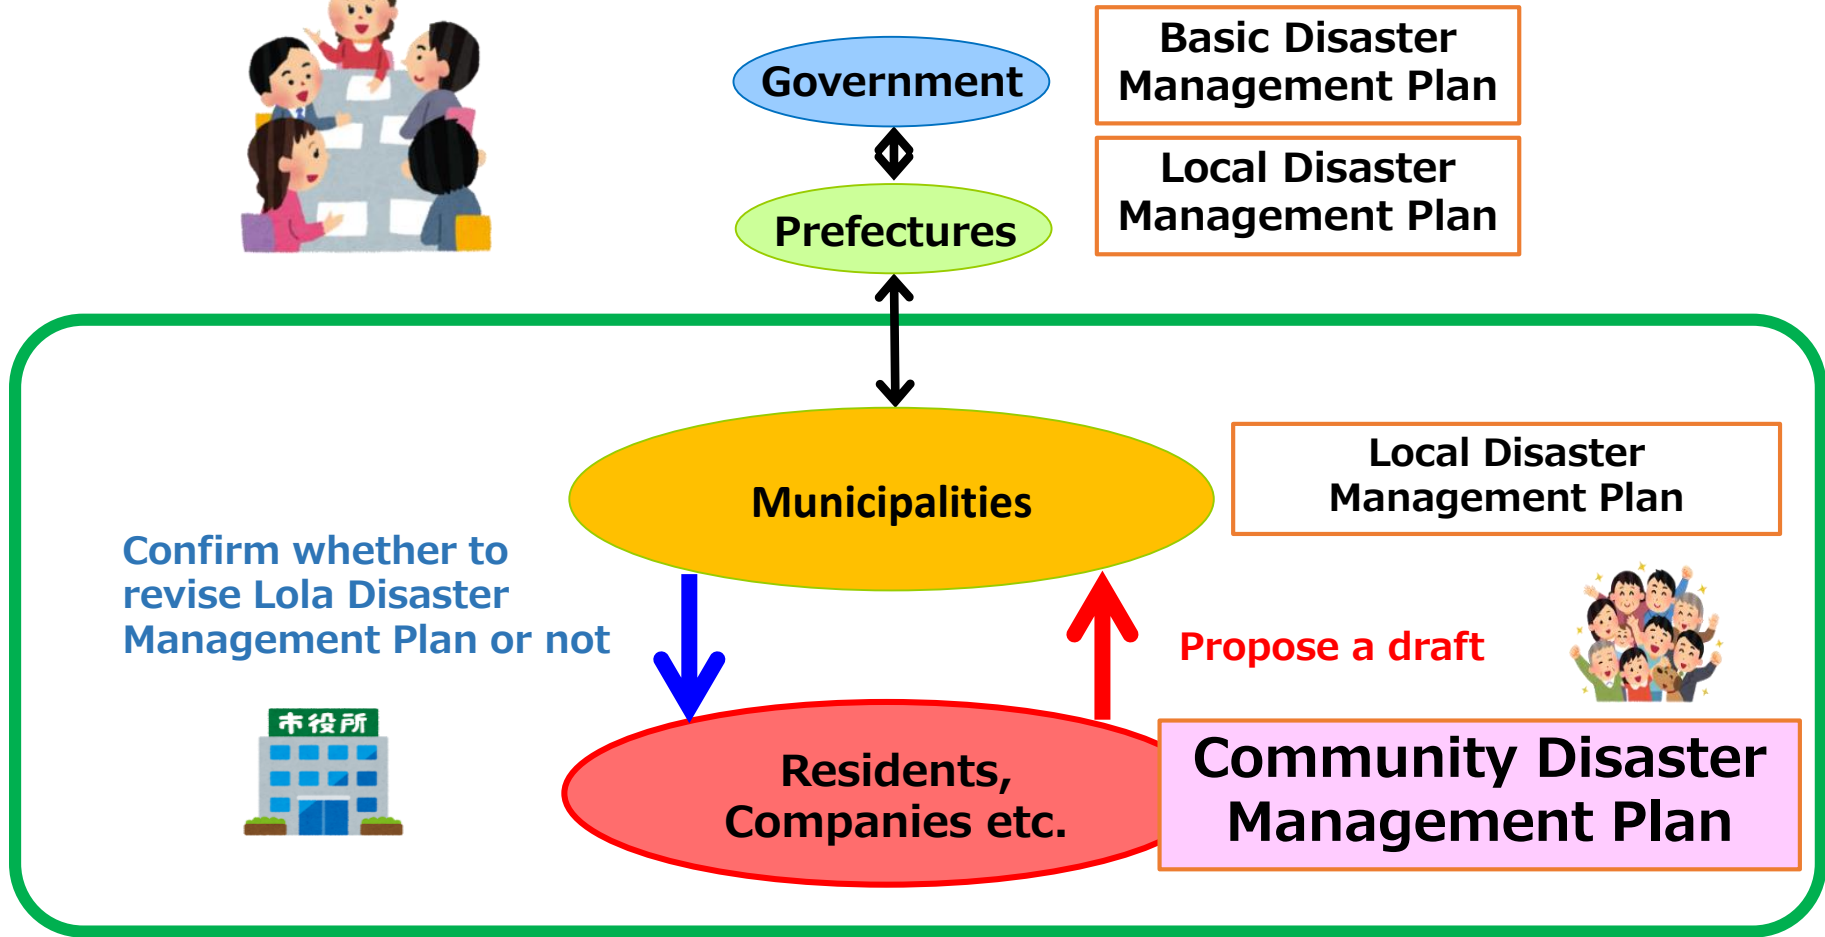 Government
Basic Disaster
Management Plan
Prefectures
Local Disaster
Management Plan
Municipalities
Local Disaster
Management Plan
Confirm whether to
revise Lola Disaster
Management Plan or not
Propose a draft
市役所
Residents,
Companies etc.
Community Disaster
Management Plan